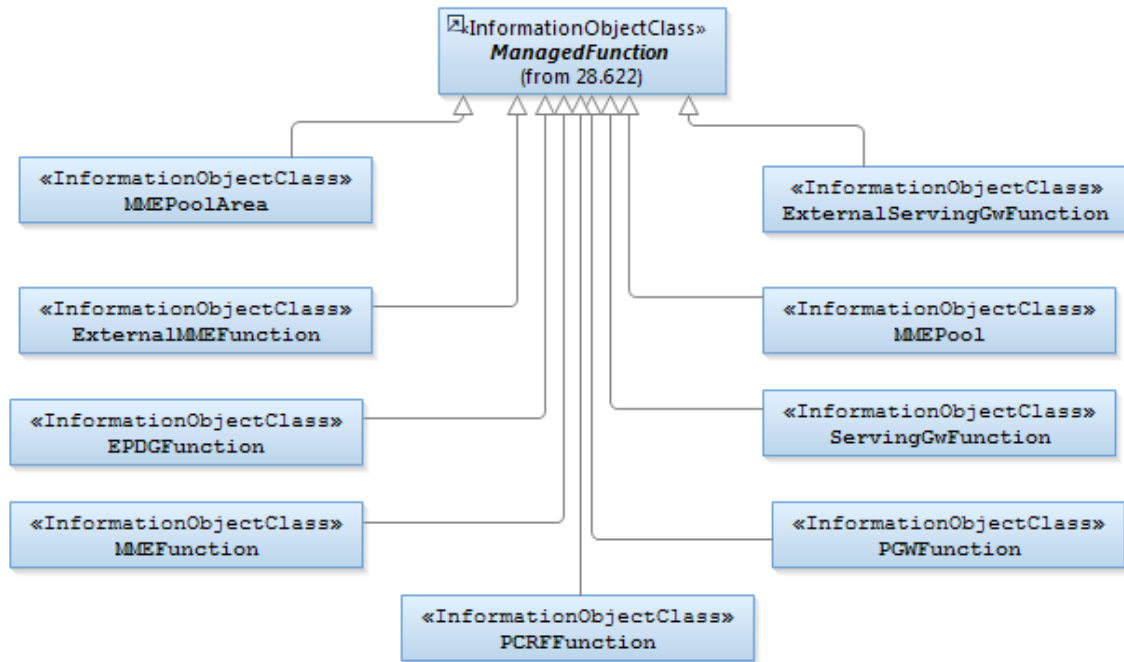 «InformationObjectClass»
ManagedFunction
(from 28.622)
«InformationObjectClass»
MMEPoolArea
«InformationObjectClass»
ExternalServingGwFunction
«InformationObjectClass»
ExternalMMEFunction
«InformationObjectClass»
MMEPool
«InformationObjectClass»
EPDGFunction
«InformationObjectClass»
ServingGwFunction
«InformationObjectClass»
MMEFunction
«InformationObjectClass»
PGWFunction
«InformationObjectClass»
PCRFFunction